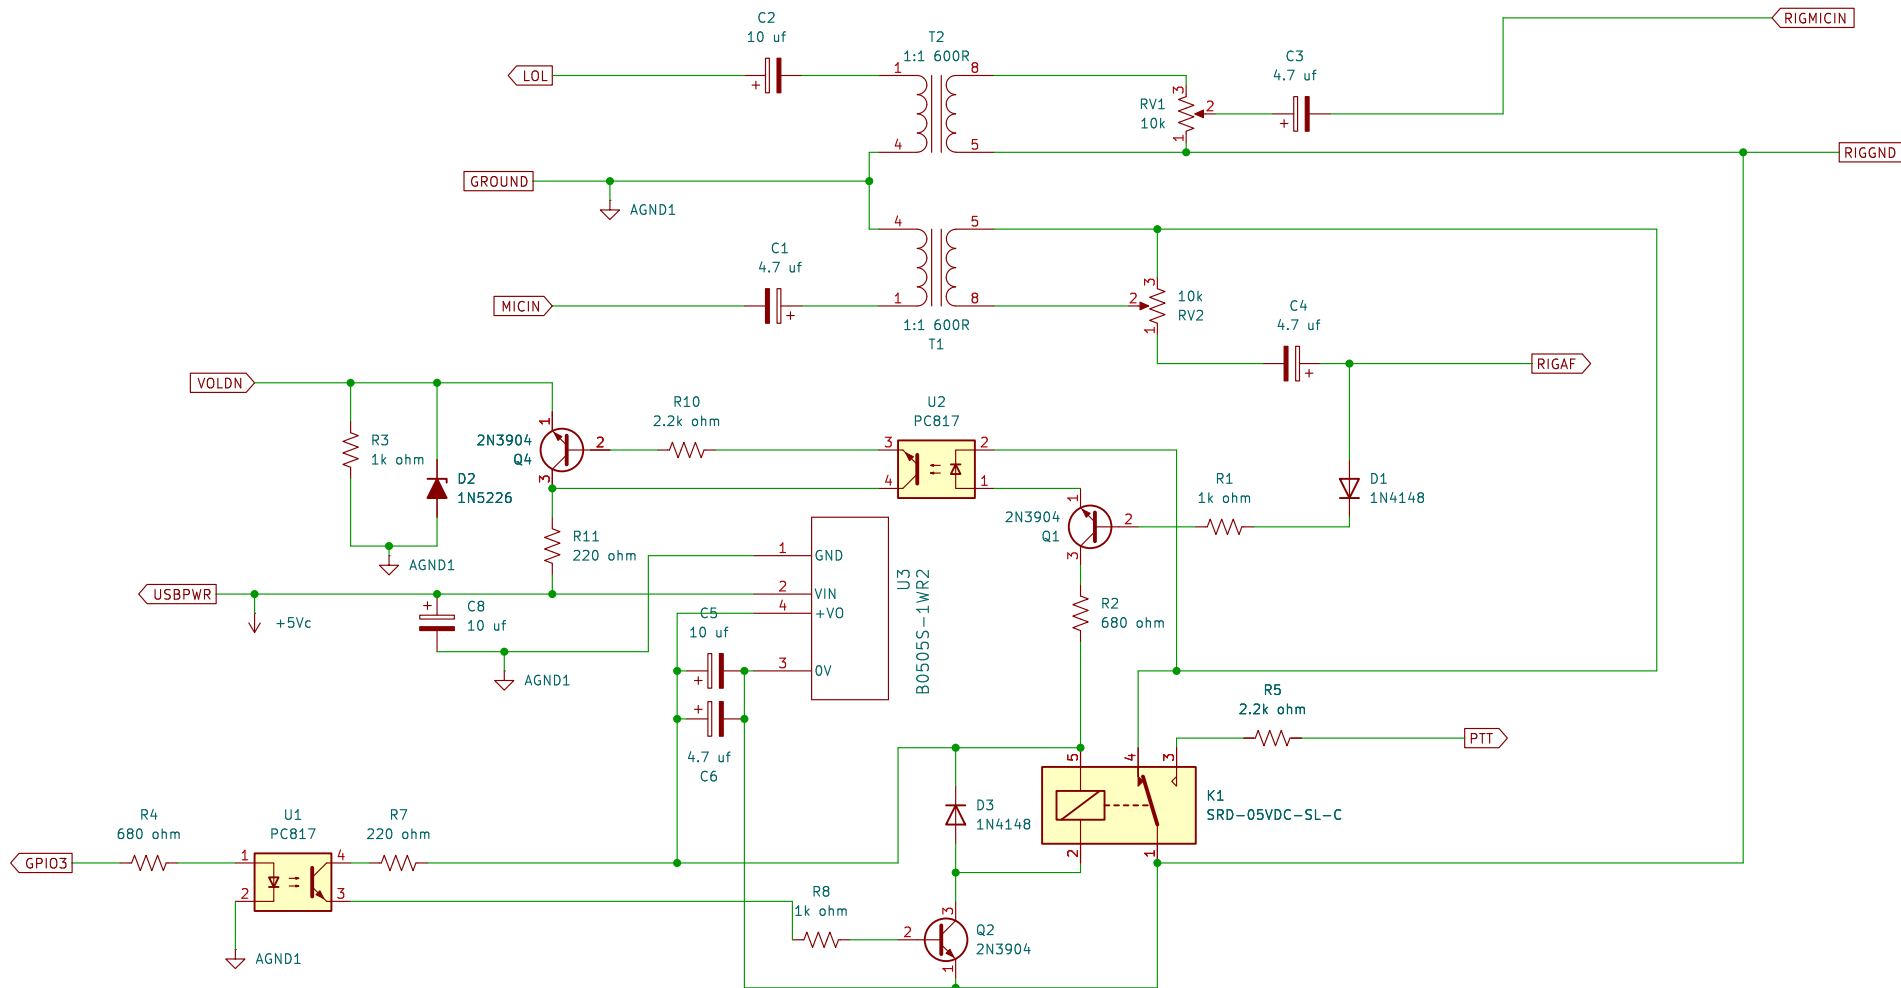 C2
10 uf
LOL
T2
1:1 600R
1
8
4
5
C3
4.7 uf
RIGMICIN
+
+
RV1
10k
3
2
1
RIGGND
GROUND
AGND1
4
5
C1
4.7 uf
MICIN
+
1
8
1:1 600R
T1
3
2
1
10k
RV2
C4
4.7 uf
+
RIGAF
VOLDN
R3
1k ohm
D2
1N5226
AGND1
1
2N3904
Q4
2
3
R10
2.2k ohm
U2
PC817
3
2
4
1
R11
220 ohm
2N3904
Q1
1
2
3
R1
1k ohm
D1
1N4148
R2
680 ohm
USBPWR
+5Vc
+
C8
10 uf
AGND1
1
GND
2
VIN
4
+VO
3
0V
U3
B0505S-1WR2
C5
10 uf
+
+
4.7 uf
C6
R5
2.2k ohm
PTT
5
4
3
K1
SRD-05VDC-SL-C
2
1
D3
1N4148
R4
680 ohm
GPIO3
U1
PC817
1
4
2
3
R7
220 ohm
AGND1
R8
1k ohm
2
3
1
Q2
2N3904